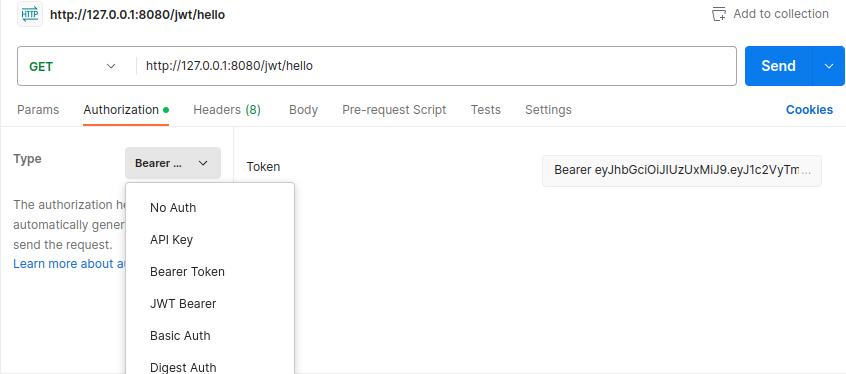 HTTP
http://127.0.0.1:8080/jwt/hello
Add to collection
GET
http://127.0.0.1:8080/jwt/hello
Send
Params
Authorization
Headers (8)
Body
Pre-request Script
Tests
Settings
Cookies
Type
Bearer ...
Token
Bearer eyJhbGciOiJIUzUxMiJ9.eyJ1c2VyTm...
The authorization he
automatically gener
send the request.
Learn more about au
No Auth
API Key
Bearer Token
JWT Bearer
Basic Auth
Digest Auth